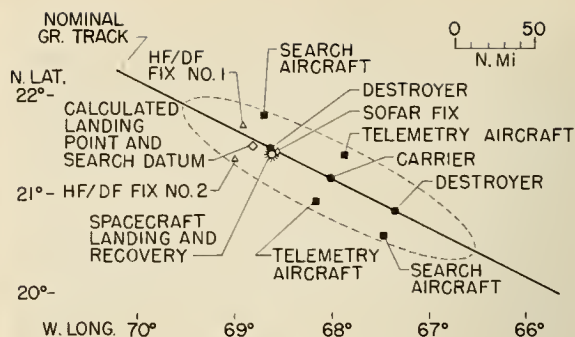 NOMINAL
GR. TRACK
HF/DF
FIX NO. 1
SEARCH
AIRCRAFT
0 50
N. Mi
N. LAT.
22°
DESTROYER
SOFAR FIX
TELEMETRY AIRCRAFT
CARRIER
DESTROYER
CALCULATED
LANDING
POINT AND
SEARCH DATUM
21°
HF/DF FIX NO. 2
SPACECRAFT
LANDING AND
RECOVERY
TELEMETRY
AIRCRAFT
SEARCH
AIRCRAFT
20°
W. LONG. 70° 69° 68° 67° 66°